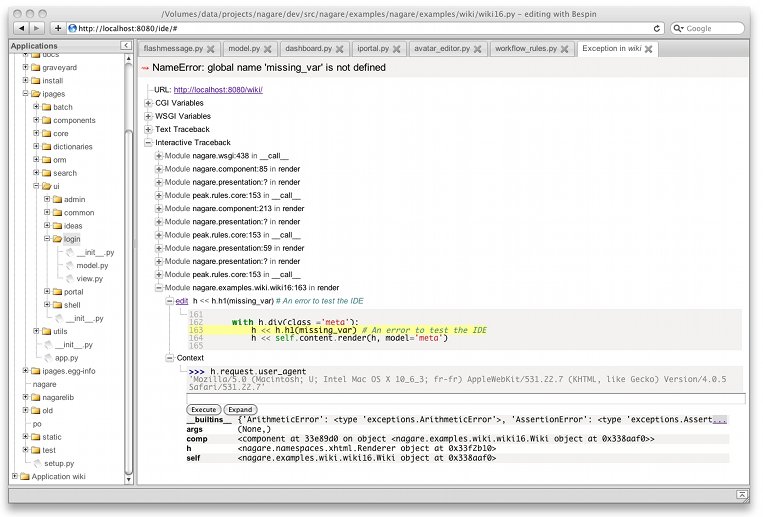 /Volumes/data/projects/nagare/dev/src/nagare/examples/nagare/examples/wiki/wiki16.py – editing with Bespin
http://localhost:8080/ide/#
Google
Applications
docs
graveyard
install
ipages
batch
components
core
dictionaries
orm
search
ui
admin
common
ideas
login
__init__.py
model.py
view.py
portal
shell
__init__.py
utils
__init__.py
app.py
ipages.egg-info
nagare
nagarelib
old
po
static
test
setup.py
Application wiki
flashmessage.py model.py dashboard.py iportal.py avatar_editor.py workflow_rules.py Exception in wiki
NameError: global name 'missing_var' is not defined
URL: http://localhost:8080/wiki/
CGI Variables
WSGI Variables
Text Traceback
Interactive Traceback
Module nagare.wsgi:438 in __call__
Module nagare.component:85 in render
Module nagare.presentation:? in render
Module peak.rules.core:153 in __call__
Module nagare.component:213 in render
Module nagare.presentation:? in render
Module peak.rules.core:153 in __call__
Module nagare.presentation:59 in render
Module nagare.presentation:? in render
Module peak.rules.core:153 in __call__
Module nagare.examples.wiki.wiki16:163 in render
edit h << h.h1(missing_var) # An error to test the IDE
161
162 with h.div(class_='meta'):
163 h << h.h1(missing_var) # An error to test the IDE
164 h << self.content.render(h, model='meta')
165
Context
>>> h.request.user_agent
'Mozilla/5.0 (Macintosh; U; Intel Mac OS X 10_6_3; fr-fr) AppleWebKit/531.22.7 (KHTML, like Gecko) Version/4.0.5
Safari/531.22.7'
Execute Expand
__builtins__ {'ArithmeticError': <type 'exceptions.ArithmeticError'>, 'AssertionError': <type 'exceptions.Assert...
args (None,)
comp <component at 33e89d0 on object <nagare.examples.wiki.wiki16.Wiki object at 0x338aaf0>>
h <nagare.namespaces.xhtml.Renderer object at 0x33f2b10>
self <nagare.examples.wiki.wiki16.Wiki object at 0x338aaf0>